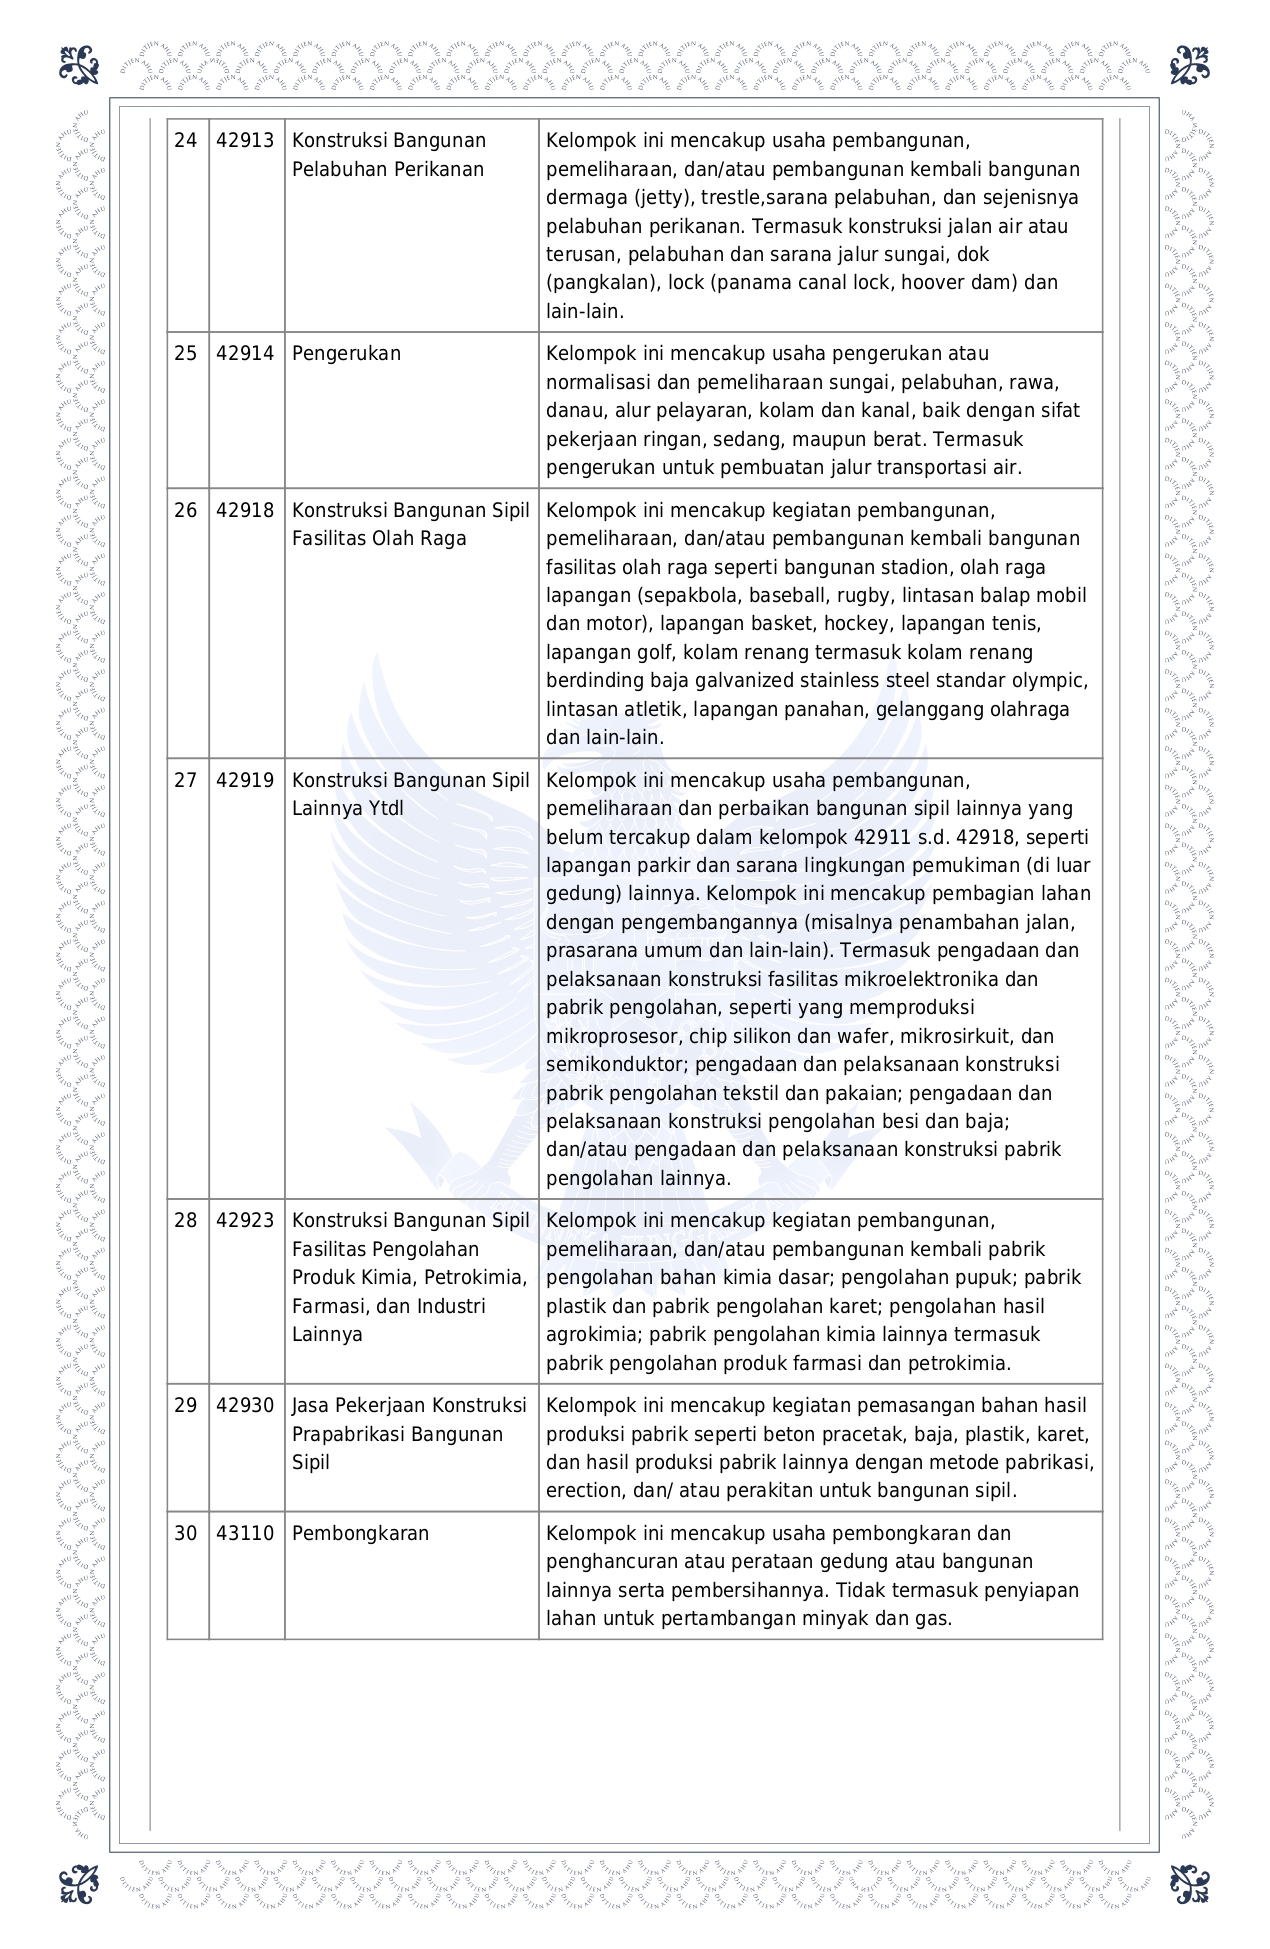 24 42913 Konstruksi Bangunan Kelompok ini mencakup usaha pembangunan,
Pelabuhan Perikanan pemeliharaan, dan/atau pembangunan kembali bangunan
dermaga (jetty), trestle,sarana pelabuhan, dan sejenisnya
pelabuhan perikanan. Termasuk konstruksi jalan air atau
terusan, pelabuhan dan sarana jalur sungai, dok
(pangkalan), lock (panama canal lock, hoover dam) dan
lain-lain.
25 42914 Pengerukan Kelompok ini mencakup usaha pengerukan atau
normalisasi dan pemeliharaan sungai, pelabuhan, rawa,
danau, alur pelayaran, kolam dan kanal, baik dengan sifat
pekerjaan ringan, sedang, maupun berat. Termasuk
pengerukan untuk pembuatan jalur transportasi air.
26 42918 Konstruksi Bangunan Sipil Kelompok ini mencakup kegiatan pembangunan,
Fasilitas Olah Raga pemeliharaan, dan/atau pembangunan kembali bangunan
fasilitas olah raga seperti bangunan stadion, olah raga
lapangan (sepakbola, baseball, rugby, lintasan balap mobil
dan motor), lapangan basket, hockey, lapangan tenis,
lapangan golf, kolam renang termasuk kolam renang
berdinding baja galvanized stainless steel standar olympic,
lintasan atletik, lapangan panahan, gelanggang olahraga
dan lain-lain.
27 42919 Konstruksi Bangunan Sipil Kelompok ini mencakup usaha pembangunan,
Lainnya Ytdl pemeliharaan dan perbaikan bangunan sipil lainnya yang
belum tercakup dalam kelompok 42911 s.d. 42918, seperti
lapangan parkir dan sarana lingkungan pemukiman (di luar
gedung) lainnya. Kelompok ini mencakup pembagian lahan
dengan pengembangannya (misalnya penambahan jalan,
prasarana umum dan lain-lain). Termasuk pengadaan dan
pelaksanaan konstruksi fasilitas mikroelektronika dan
pabrik pengolahan, seperti yang memproduksi
mikroprosesor, chip silikon dan wafer, mikrosirkuit, dan
semikonduktor; pengadaan dan pelaksanaan konstruksi
pabrik pengolahan tekstil dan pakaian; pengadaan dan
pelaksanaan konstruksi pengolahan besi dan baja;
dan/atau pengadaan dan pelaksanaan konstruksi pabrik
pengolahan lainnya.
28 42923 Konstruksi Bangunan Sipil Kelompok ini mencakup kegiatan pembangunan,
Fasilitas Pengolahan pemeliharaan, dan/atau pembangunan kembali pabrik
Produk Kimia, Petrokimia, pengolahan bahan kimia dasar; pengolahan pupuk; pabrik
Farmasi, dan Industri plastik dan pabrik pengolahan karet; pengolahan hasil
Lainnya agrokimia; pabrik pengolahan kimia lainnya termasuk
pabrik pengolahan produk farmasi dan petrokimia.
29 42930 Jasa Pekerjaan Konstruksi Kelompok ini mencakup kegiatan pemasangan bahan hasil
Prapabrikasi Bangunan produksi pabrik seperti beton pracetak, baja, plastik, karet,
Sipil dan hasil produksi pabrik lainnya dengan metode pabrikasi,
erection, dan/ atau perakitan untuk bangunan sipil.
30 43110 Pembongkaran Kelompok ini mencakup usaha pembongkaran dan
penghancuran atau perataan gedung atau bangunan
lainnya serta pembersihannya. Tidak termasuk penyiapan
lahan untuk pertambangan minyak dan gas.